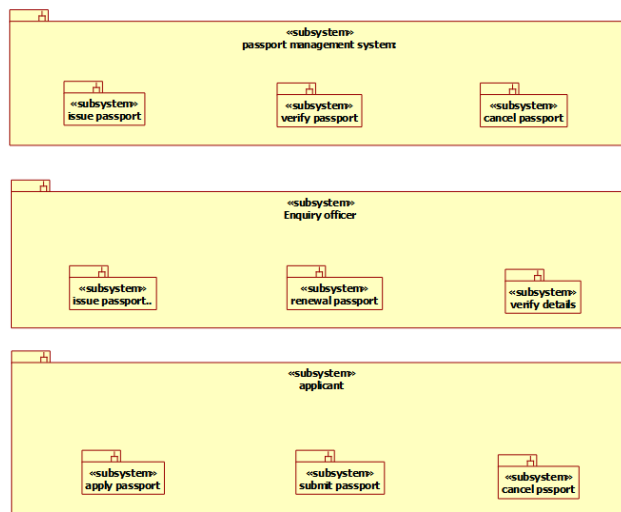 «subsystem»
passport management system:
«subsystem» «subsystem» «subsystem»
issue passport verify passport cancel passport
«subsystem»
Enquiry officer
«subsystem» «subsystem» «subsystem»
issue passport.. renewal passport verify details
«subsystem»
applicant
«subsystem» «subsystem» «subsystem»
apply passport submit passport cancel pssport